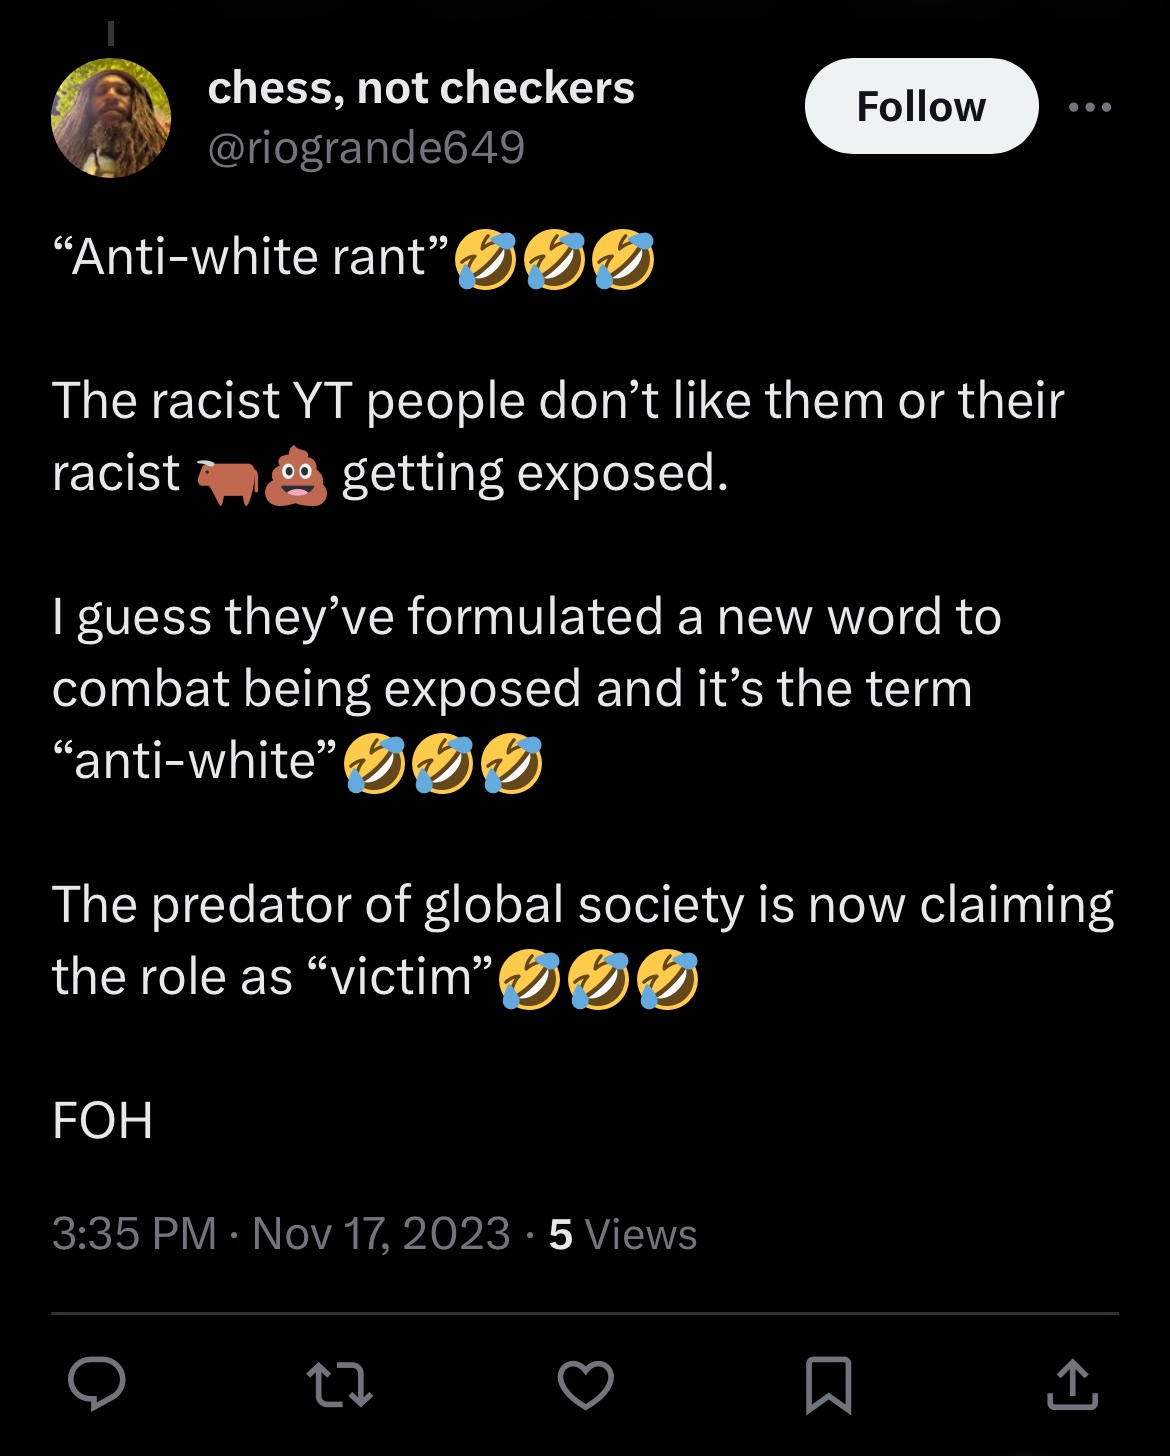 chess, not checkers
Follow
@riogrande649
“Anti-white rant”🤣🤣🤣
The racist YT people don’t like them or their
racist 🐂💩 getting exposed.
I guess they’ve formulated a new word to
combat being exposed and it’s the term
“anti-white”🤣🤣🤣
The predator of global society is now claiming
the role as “victim”🤣🤣🤣
FOH
3:35 PM · Nov 17, 2023 · 5 Views